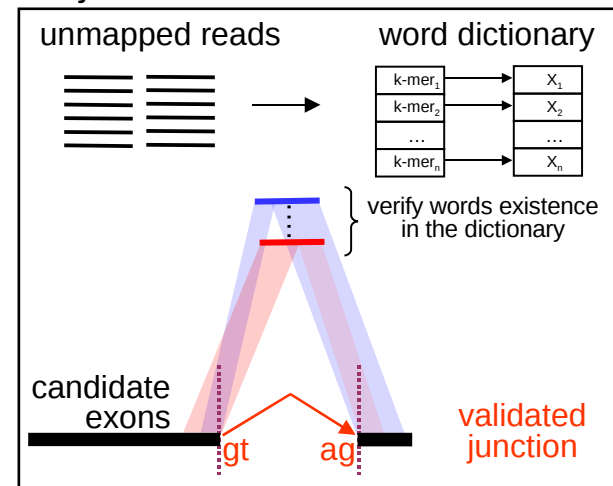 unmapped reads
word dictionary
k-mer₁ X₁
k-mer₂ X₂
... ...
k-merₙ Xₙ
verify words existence
in the dictionary
candidate
exons
gt
ag
validated
junction